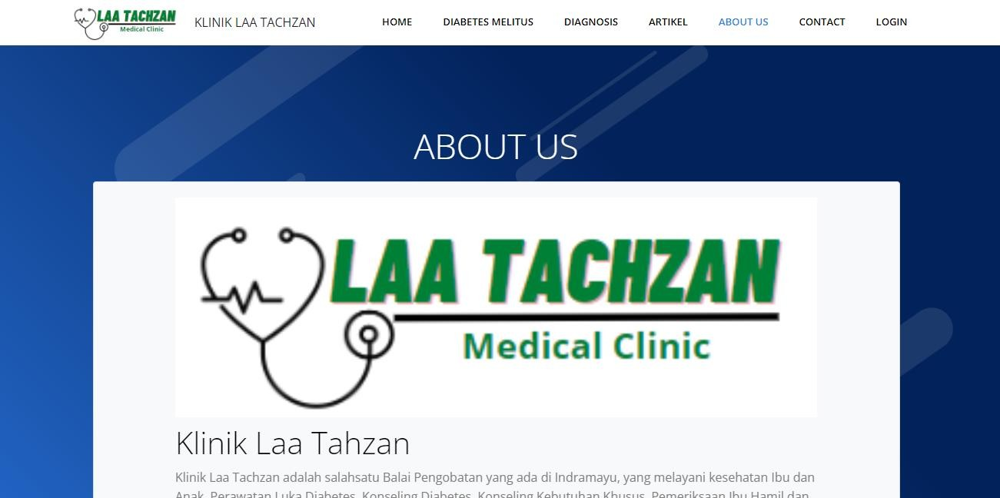 LAA TACHZAN
Medical Clinic
KLINIK LAA TACHZAN
HOME
DIABETES MELITUS
DIAGNOSIS
ARTIKEL
ABOUT US
CONTACT
LOGIN
ABOUT US
LAA TACHZAN
Medical Clinic
Klinik Laa Tahzan
Klinik Laa Tachzan adalah salahsatu Balai Pengobatan yang ada di Indramayu, yang melayani kesehatan Ibu dan
Anak, Perawatan Luka Diabetes, Konseling Diabetes, Konseling Kebutuhan Khusus, Pemeriksaan Ibu Hamil dan